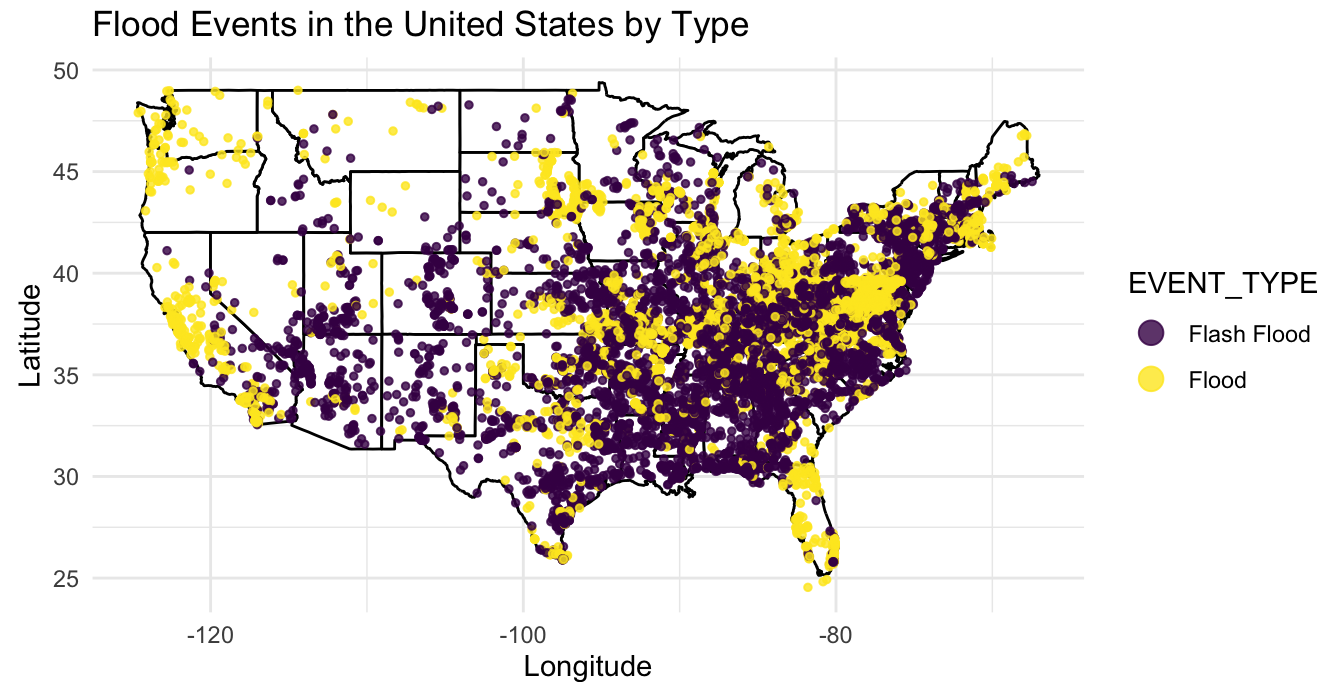 Flood Events in the United States by Type
50
45
40
35
30
25
Latitude
-120
-100
-80
Longitude
EVENT_TYPE
Flash Flood
Flood